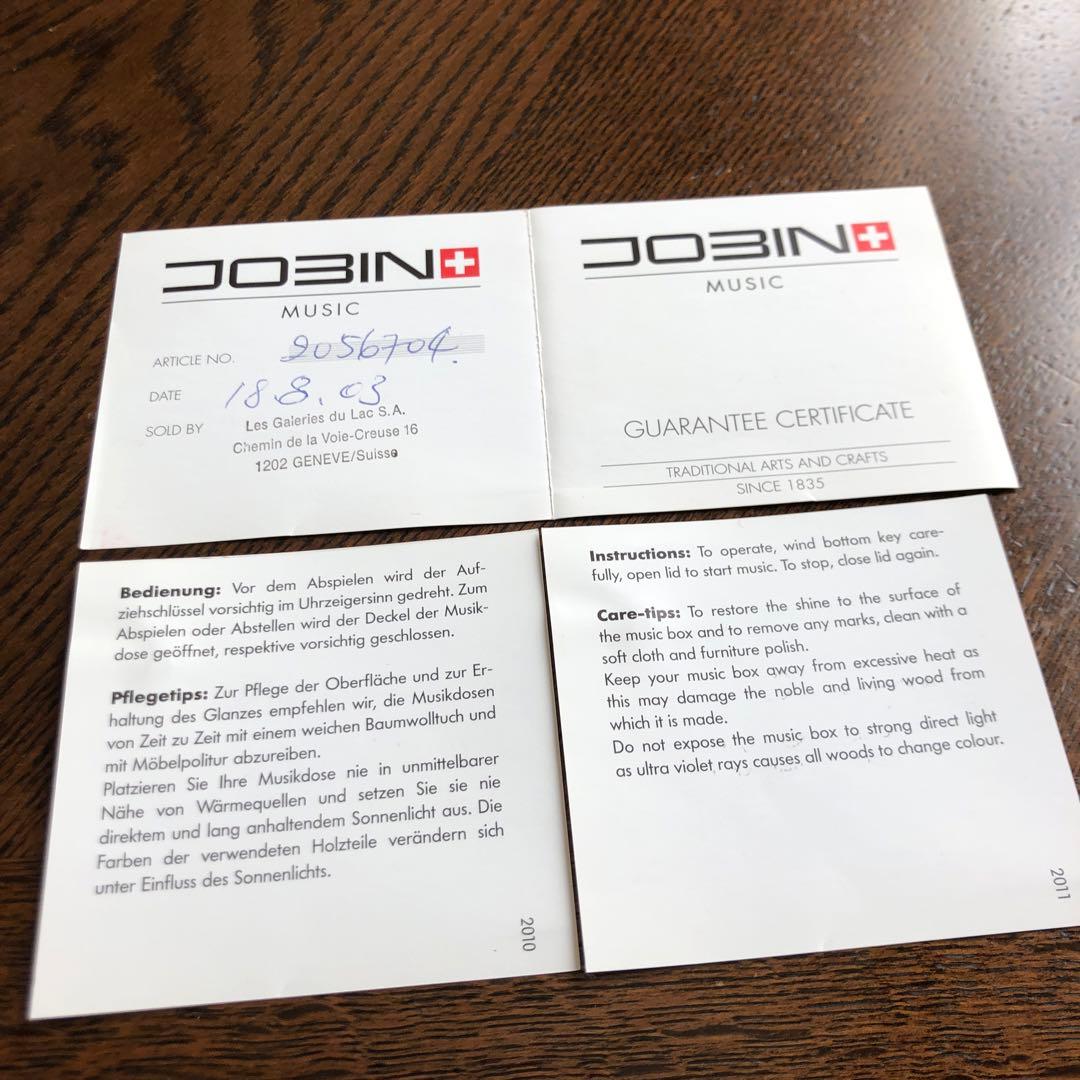 JOBIN
MUSIC
ARTICLE NO. 2056704.
DATE 18.8.03
SOLD BY Les Galeries du Lac S.A.
Chemin de la Voie-Creuse 16
1202 GENEVE/Suisse
JOBIN
MUSIC
GUARANTEE CERTIFICATE
TRADITIONAL ARTS AND CRAFTS
SINCE 1835
Bedienung: Vor dem Abspielen wird der Auf-
ziehschlüssel vorsichtig im Uhrzeigersinn gedreht. Zum
Abspielen oder Abstellen wird der Deckel der Musik-
dose geöffnet, respektive vorsichtig geschlossen.
Pflegetips: Zur Pflege der Oberfläche und zur Er-
haltung des Glanzes empfehlen wir, die Musikdosen
von Zeit zu Zeit mit einem weichen Baumwolltuch und
mit Möbelpolitur abzureiben.
Platzieren Sie Ihre Musikdose nie in unmittelbarer
Nähe von Wärmequellen und setzen Sie sie nie
direktem und lang anhaltendem Sonnenlicht aus. Die
Farben der verwendeten Holzteile verändern sich
unter Einfluss des Sonnenlichts.
2010
Instructions: To operate, wind bottom key care-
fully, open lid to start music. To stop, close lid again.
Care-tips: To restore the shine to the surface of
the music box and to remove any marks, clean with a
soft cloth and furniture polish.
Keep your music box away from excessive heat as
this may damage the noble and living wood from
which it is made.
Do not expose the music box to strong direct light
as ultra violet rays causes all woods to change colour.
2011